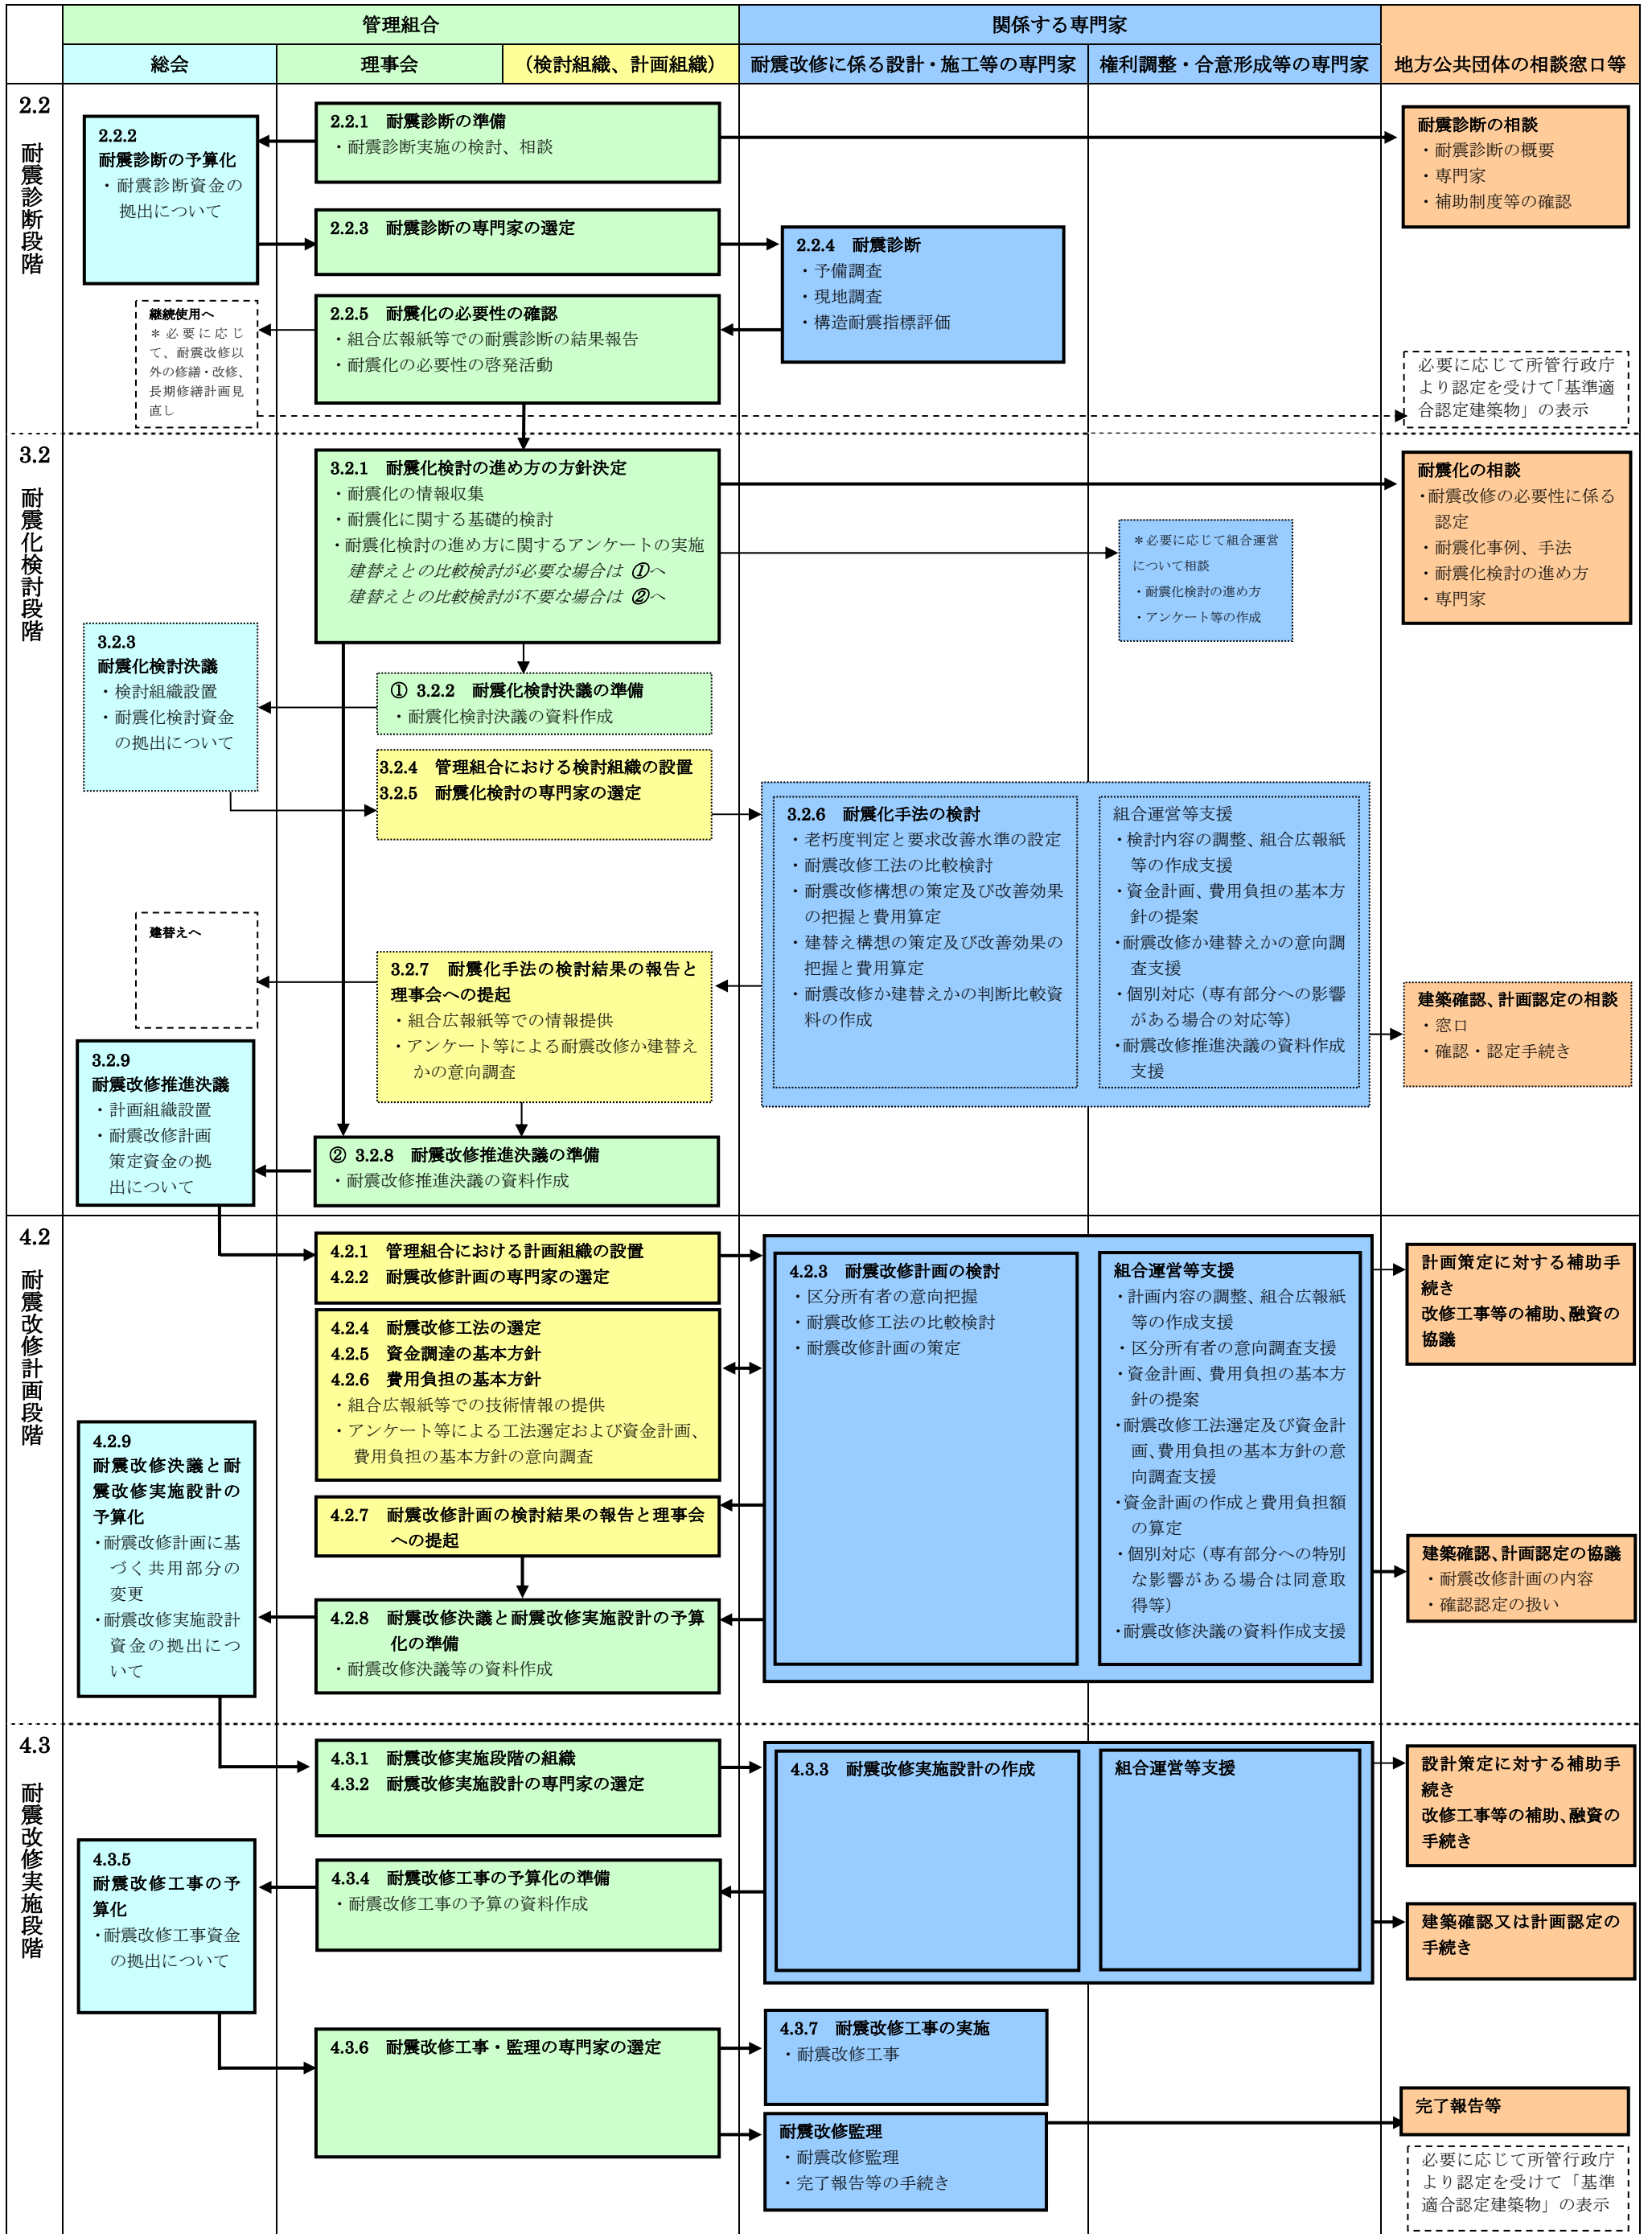 管理組合
関係する専門家
総会
理事会
（検討組織、計画組織）
耐震改修に係る設計・施工等の専門家
権利調整・合意形成等の専門家
地方公共団体の相談窓口等
2.2
耐震診断段階
2.2.2
耐震診断の予算化
・耐震診断資金の
拠出について
2.2.1　耐震診断の準備
・耐震診断実施の検討、相談
耐震診断の相談
・耐震診断の概要
・専門家
・補助制度等の確認
2.2.3　耐震診断の専門家の選定
2.2.4　耐震診断
・予備調査
・現地調査
・構造耐震指標評価
2.2.5　耐震化の必要性の確認
・組合広報紙等での耐震診断の結果報告
・耐震化の必要性の啓発活動
継続使用へ
＊必要に応じ
て、耐震改修以
外の修繕・改修、
長期修繕計画見
直し
必要に応じて所管行政庁
より認定を受けて「基準適
合認定建築物」の表示
3.2
耐震化検討段階
3.2.1　耐震化検討の進め方の方針決定
・耐震化の情報収集
・耐震化に関する基礎的検討
・耐震化検討の進め方に関するアンケートの実施
建替えとの比較検討が必要な場合は ①へ
建替えとの比較検討が不要な場合は ②へ
＊必要に応じて組合運営
について相談
・耐震化検討の進め方
・アンケート等の作成
耐震化の相談
・耐震改修の必要性に係る
認定
・耐震化事例、手法
・耐震化検討の進め方
・専門家
3.2.3
耐震化検討決議
・検討組織設置
・耐震化検討資金
の拠出について
① 3.2.2　耐震化検討決議の準備
・耐震化検討決議の資料作成
3.2.4　管理組合における検討組織の設置
3.2.5　耐震化検討の専門家の選定
3.2.6　耐震化手法の検討
・老朽度判定と要求改善水準の設定
・耐震改修工法の比較検討
・耐震改修構想の策定及び改善効果
の把握と費用算定
・建替え構想の策定及び改善効果の
把握と費用算定
・耐震改修か建替えかの判断比較資
料の作成
組合運営等支援
・検討内容の調整、組合広報紙
等の作成支援
・資金計画、費用負担の基本方
針の提案
・耐震改修か建替えかの意向調
査支援
・個別対応（専有部分への影響
がある場合の対応等）
・耐震改修推進決議の資料作成
支援
建替えへ
3.2.7　耐震化手法の検討結果の報告と
理事会への提起
・組合広報紙等での情報提供
・アンケート等による耐震改修か建替え
かの意向調査
建築確認、計画認定の相談
・窓口
・確認・認定手続き
3.2.9
耐震改修推進決議
・計画組織設置
・耐震改修計画
策定資金の拠
出について
② 3.2.8　耐震改修推進決議の準備
・耐震改修推進決議の資料作成
4.2
耐震改修計画段階
4.2.1　管理組合における計画組織の設置
4.2.2　耐震改修計画の専門家の選定
4.2.4　耐震改修工法の選定
4.2.5　資金調達の基本方針
4.2.6　費用負担の基本方針
・組合広報紙等での技術情報の提供
・アンケート等による工法選定および資金計画、
費用負担の基本方針の意向調査
4.2.7　耐震改修計画の検討結果の報告と理事会
への提起
4.2.8　耐震改修決議と耐震改修実施設計の予算
化の準備
・耐震改修決議等の資料作成
4.2.3　耐震改修計画の検討
・区分所有者の意向把握
・耐震改修工法の比較検討
・耐震改修計画の策定
組合運営等支援
・計画内容の調整、組合広報紙
等の作成支援
・区分所有者の意向調査支援
・資金計画、費用負担の基本方
針の提案
・耐震改修工法選定及び資金計
画、費用負担の基本方針の意
向調査支援
・資金計画の作成と費用負担額
の算定
・個別対応（専有部分への特別
な影響がある場合は同意取
得等）
・耐震改修決議の資料作成支援
計画策定に対する補助手
続き
改修工事等の補助、融資の
協議
建築確認、計画認定の協議
・耐震改修計画の内容
・確認認定の扱い
4.2.9
耐震改修決議と耐
震改修実施設計の
予算化
・耐震改修計画に基
づく共用部分の
変更
・耐震改修実施設計
資金の拠出につ
いて
4.3
耐震改修実施段階
4.3.1　耐震改修実施段階の組織
4.3.2　耐震改修実施設計の専門家の選定
4.3.3　耐震改修実施設計の作成
組合運営等支援
設計策定に対する補助手
続き
改修工事等の補助、融資の
手続き
4.3.5
耐震改修工事の予
算化
・耐震改修工事資金
の拠出について
4.3.4　耐震改修工事の予算化の準備
・耐震改修工事の予算の資料作成
建築確認又は計画認定の
手続き
4.3.6　耐震改修工事・監理の専門家の選定
4.3.7　耐震改修工事の実施
・耐震改修工事
耐震改修監理
・耐震改修監理
・完了報告等の手続き
完了報告等
必要に応じて所管行政庁
より認定を受けて「基準
適合認定建築物」の表示